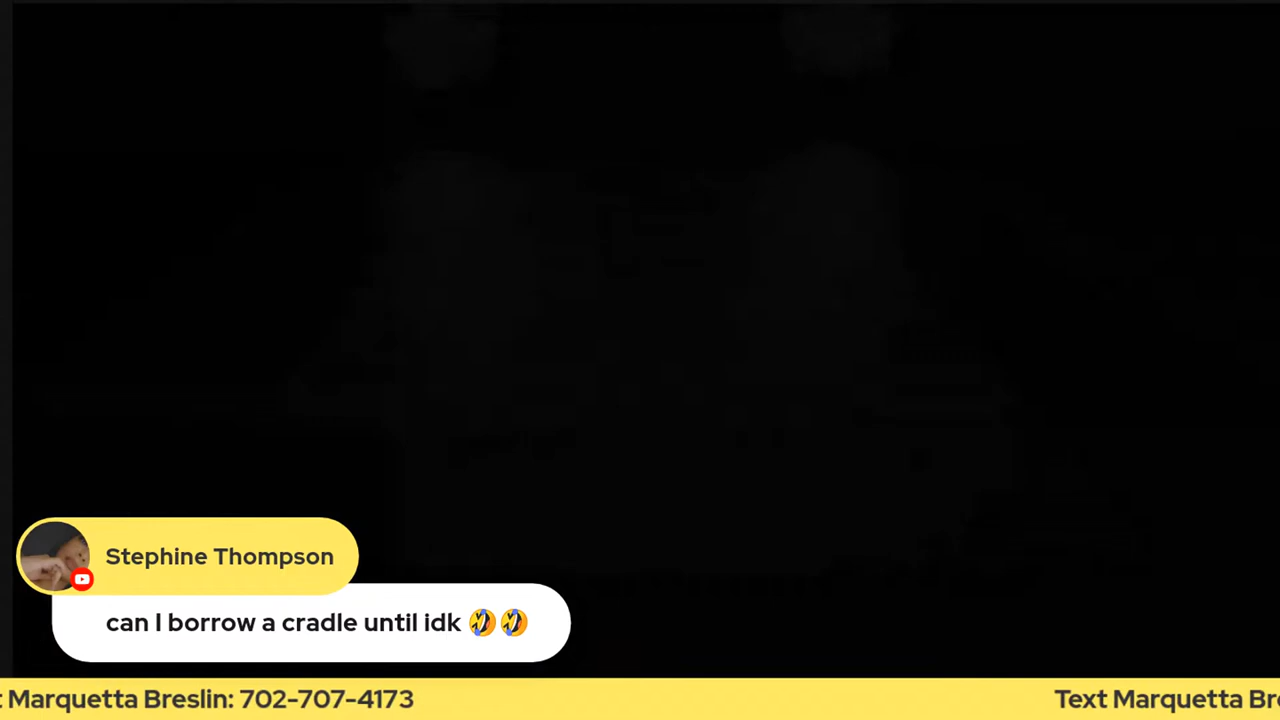 Stephine Thompson
can I borrow a cradle until idk 🤣🤣
t Marquetta Breslin: 702-707-4173 Text Marquetta Bre